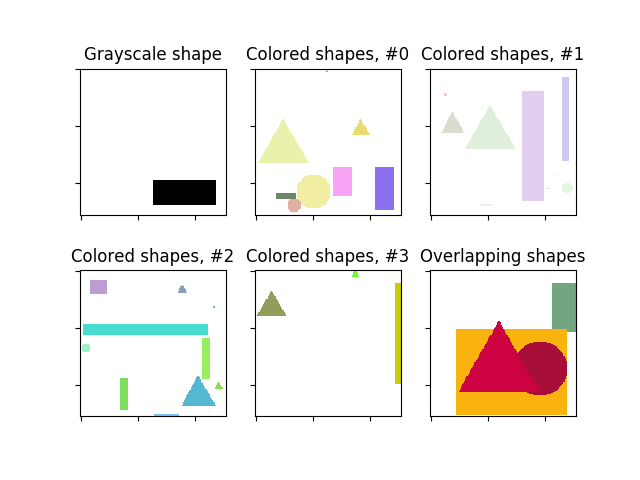 Grayscale shape
Colored shapes, #0
Colored shapes, #1
Colored shapes, #2
Colored shapes, #3
Overlapping shapes